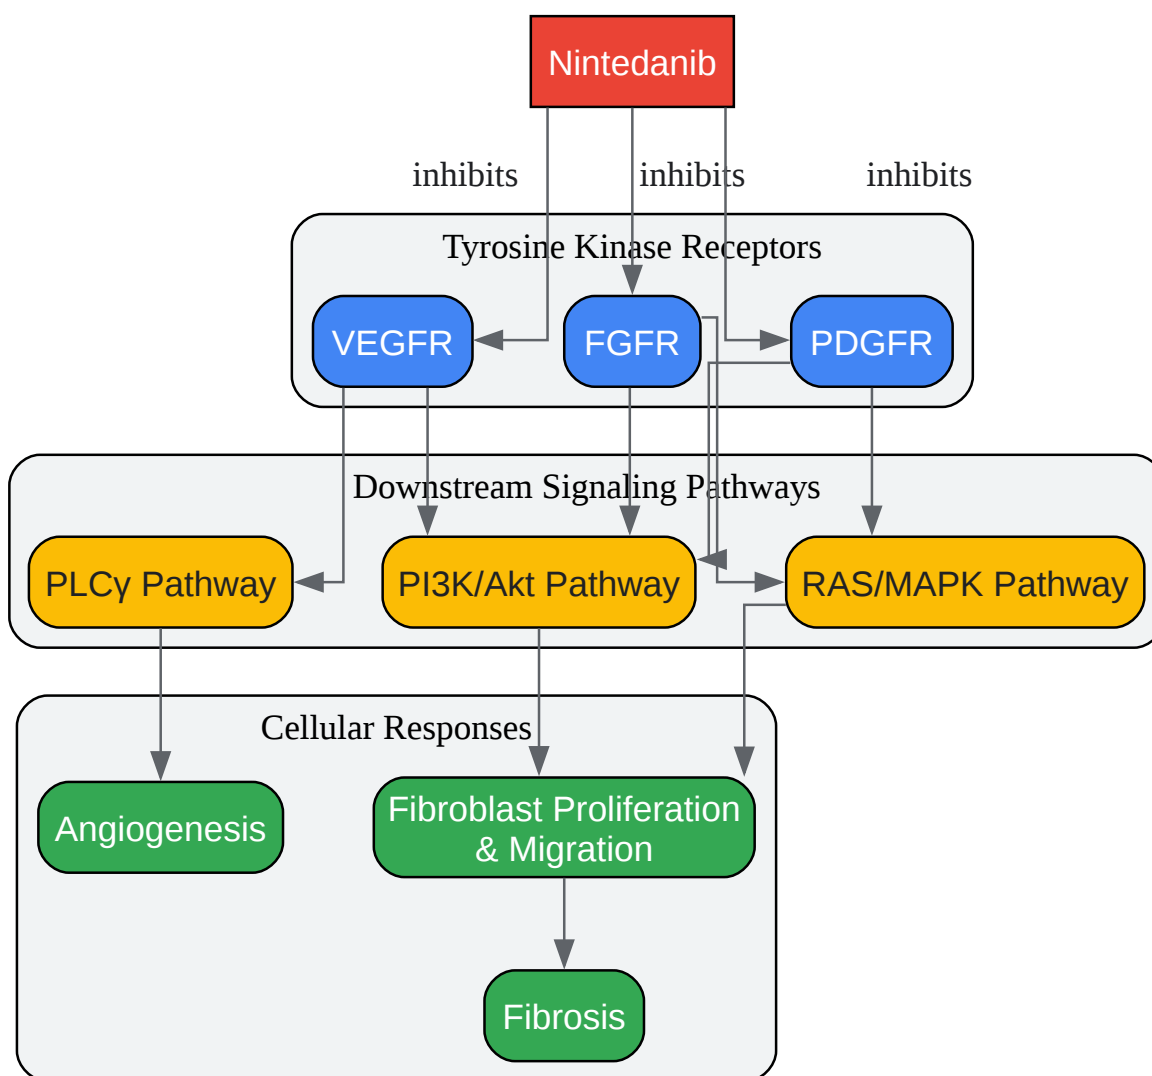 Nintedanib
inhibits
inhibits
inhibits
Tyrosine Kinase Receptors
VEGFR
FGFR
PDGFR
Downstream Signaling Pathways
PLCγ Pathway
PI3K/Akt Pathway
RAS/MAPK Pathway
Cellular Responses
Angiogenesis
Fibroblast Proliferation
& Migration
Fibrosis